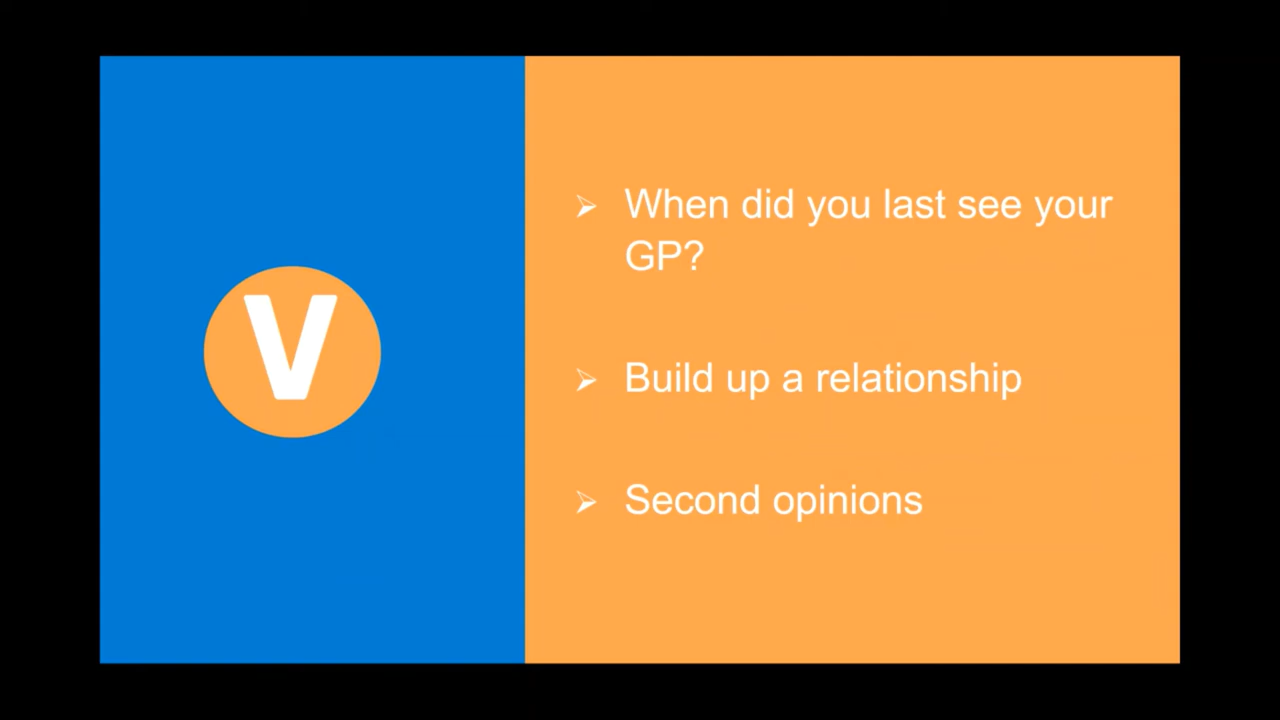 V
➢ When did you last see your
GP?
➢ Build up a relationship
➢ Second opinions